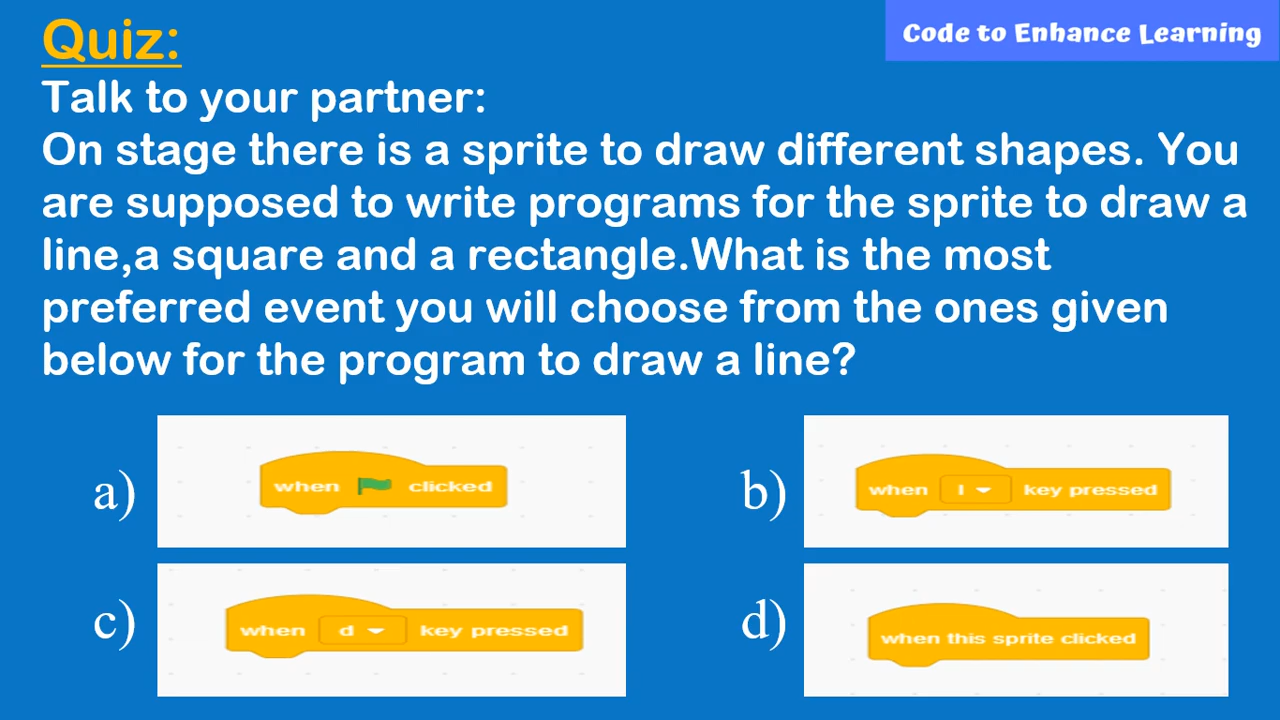 Quiz:
Code to Enhance Learning
Talk to your partner:
On stage there is a sprite to draw different shapes. You
are supposed to write programs for the sprite to draw a
line,a square and a rectangle.What is the most
preferred event you will choose from the ones given
below for the program to draw a line?
a) when clicked
b) when l key pressed
c) when d key pressed
d) when this sprite clicked